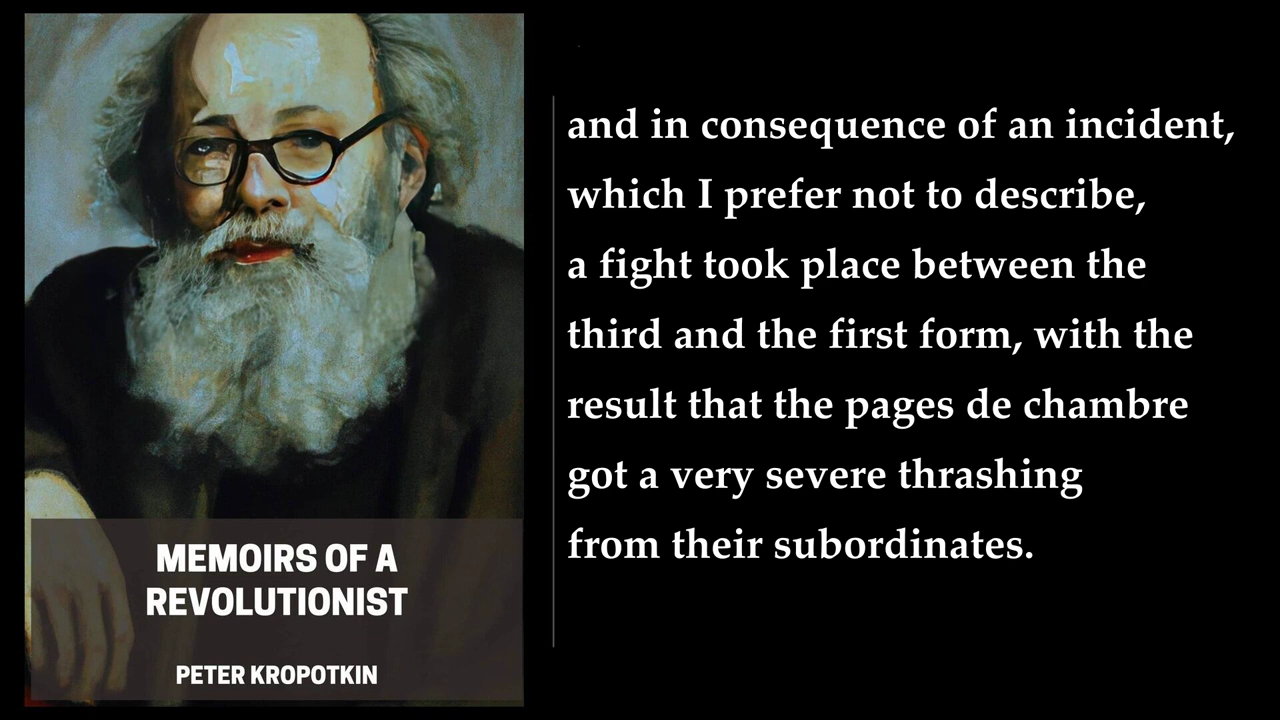 and in consequence of an incident,
which I prefer not to describe,
a fight took place between the
third and the first form, with the
result that the pages de chambre
got a very severe thrashing
from their subordinates.
MEMOIRS OF A
REVOLUTIONIST
PETER KROPOTKIN